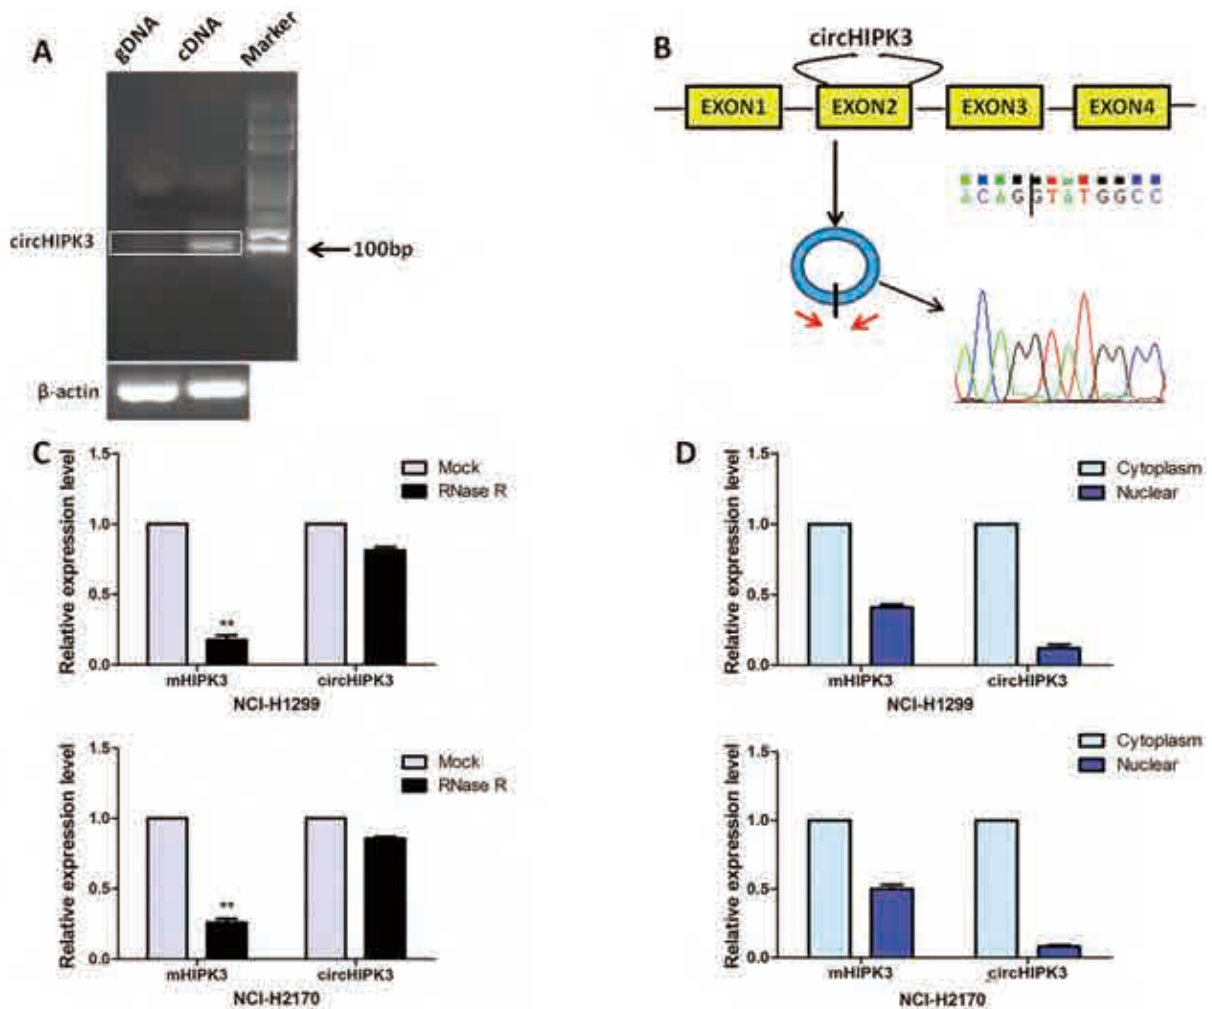 A
gDNA
cDNA
Marker
circHIPK3
100bp
β-actin
B
circHIPK3
EXON1
EXON2
EXON3
EXON4
A C A G G T A T G G C C
C
Relative expression level
1.5
1.0
0.5
0.0
Mock
RNase R
**
mHIPK3
circHIPK3
NCI-H1299
Relative expression level
1.5
1.0
0.5
0.0
Mock
RNase R
**
mHIPK3
circHIPK3
NCI-H2170
D
Relative expression level
1.5
1.0
0.5
0.0
Cytoplasm
Nuclear
mHIPK3
circHIPK3
NCI-H1299
Relative expression level
1.5
1.0
0.5
0.0
Cytoplasm
Nuclear
mHIPK3
circHIPK3
NCI-H2170